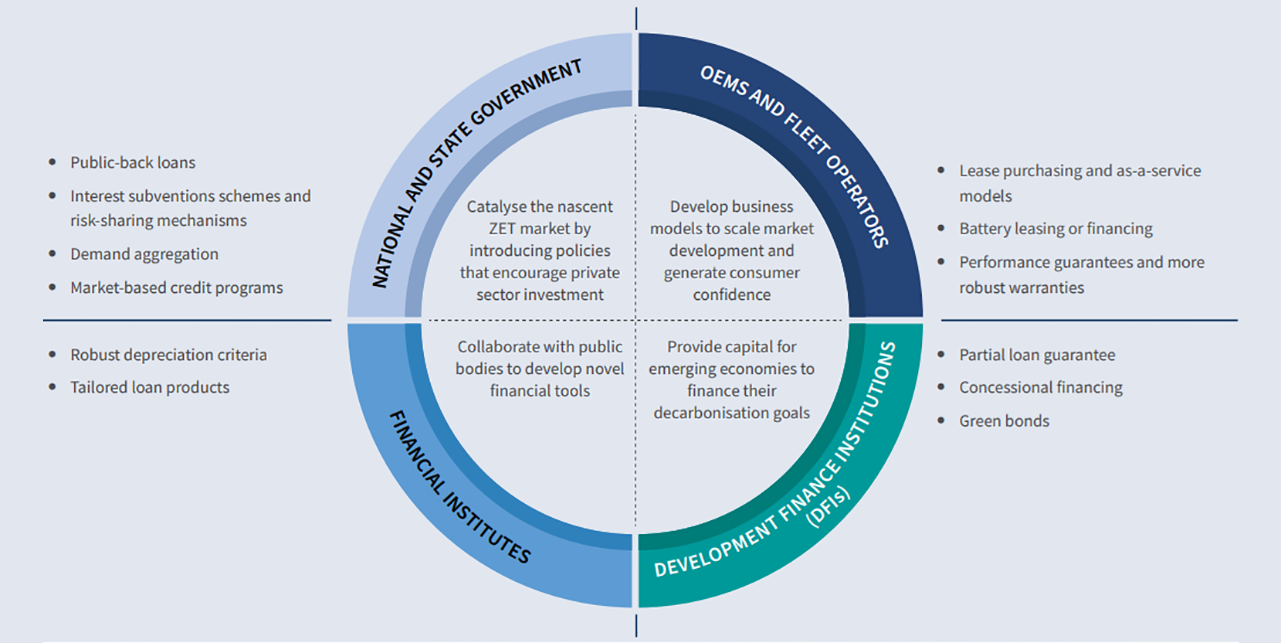 NATIONAL AND STATE GOVERNMENT
• Public-back loans
• Interest subventions schemes and
risk-sharing mechanisms
• Demand aggregation
• Market-based credit programs
Catalyse the nascent
ZET market by
introducing policies
that encourage private
sector investment
OEMS AND FLEET OPERATORS
Develop business
models to scale market
development and
generate consumer
confidence
• Lease purchasing and as-a-service
models
• Battery leasing or financing
• Performance guarantees and more
robust warranties
FINANCIAL INSTITUTES
• Robust depreciation criteria
• Tailored loan products
Collaborate with public
bodies to develop novel
financial tools
DEVELOPMENT FINANCE INSTITUTIONS
(DFIs)
Provide capital for
emerging economies to
finance their
decarbonisation goals
• Partial loan guarantee
• Concessional financing
• Green bonds